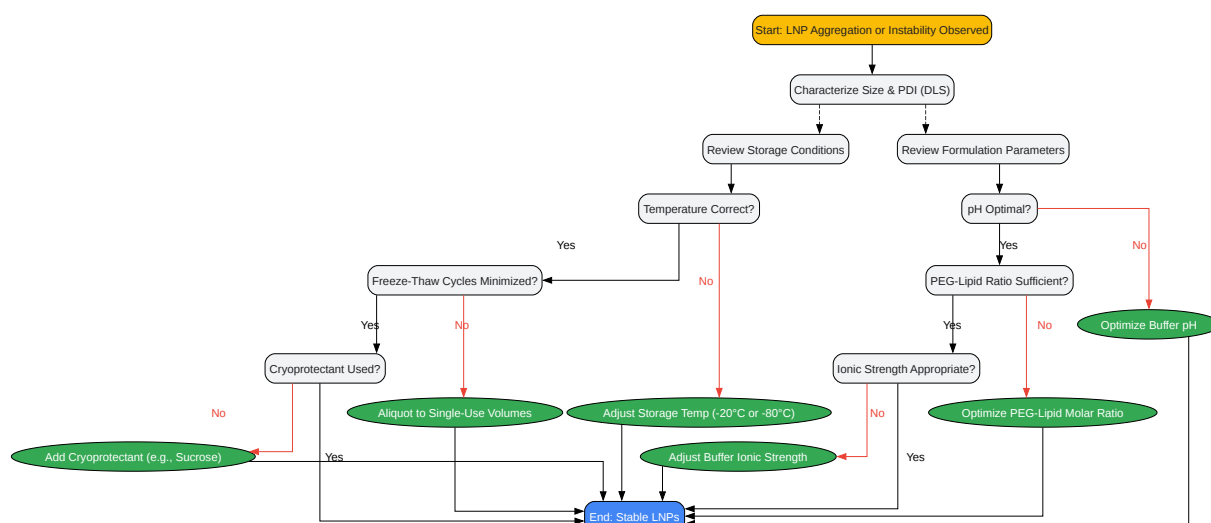 Start: LNP Aggregation or Instability Observed
Characterize Size & PDI (DLS)
Review Storage Conditions
Review Formulation Parameters
Temperature Correct?
pH Optimal?
Yes
Yes
No
No
Freeze-Thaw Cycles Minimized?
PEG-Lipid Ratio Sufficient?
Yes
No
Yes
No
Optimize Buffer pH
Cryoprotectant Used?
Ionic Strength Appropriate?
No
Aliquot to Single-Use Volumes
Adjust Storage Temp (-20°C or -80°C)
No
Optimize PEG-Lipid Molar Ratio
Add Cryoprotectant (e.g., Sucrose)
Yes
Adjust Buffer Ionic Strength
Yes
End: Stable LNPs